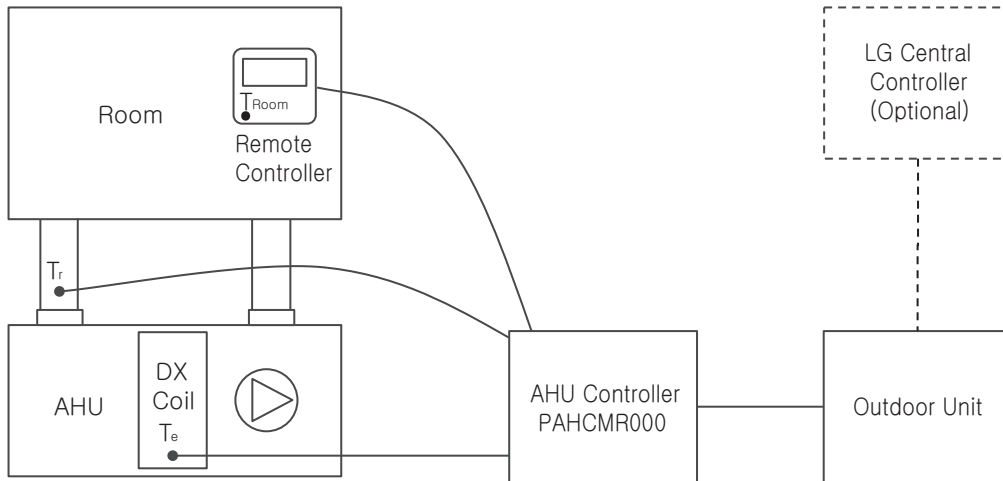 Room
TRoom
Remote
Controller
LG Central
Controller
(Optional)
Tr
AHU
DX
Coil
Te
AHU Controller
PAHCMR000
Outdoor Unit